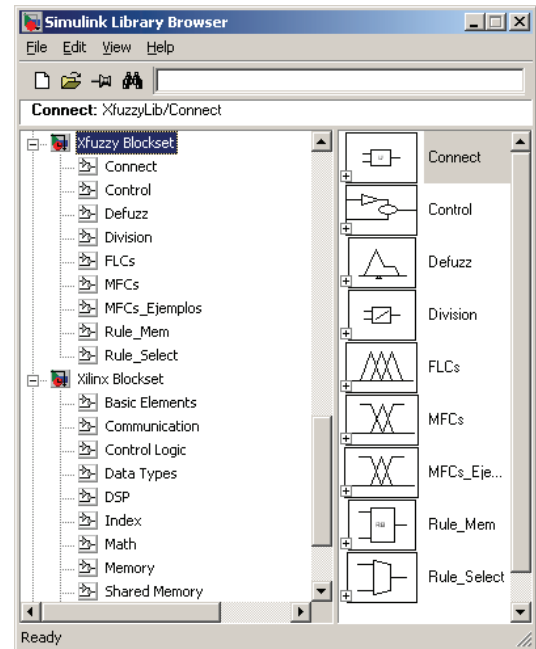 Simulink Library Browser
File Edit View Help
Connect: XfuzzyLib/Connect
Xfuzzy Blockset
Connect
Control
Defuzz
Division
FLCs
MFCs
MFCs_Ejemplos
Rule_Mem
Rule_Select
Xilinx Blockset
Basic Elements
Communication
Control Logic
Data Types
DSP
Index
Math
Memory
Shared Memory
Connect
Control
Defuzz
Division
FLCs
MFCs
MFCs_Eje...
Rule_Mem
Rule_Select
Ready